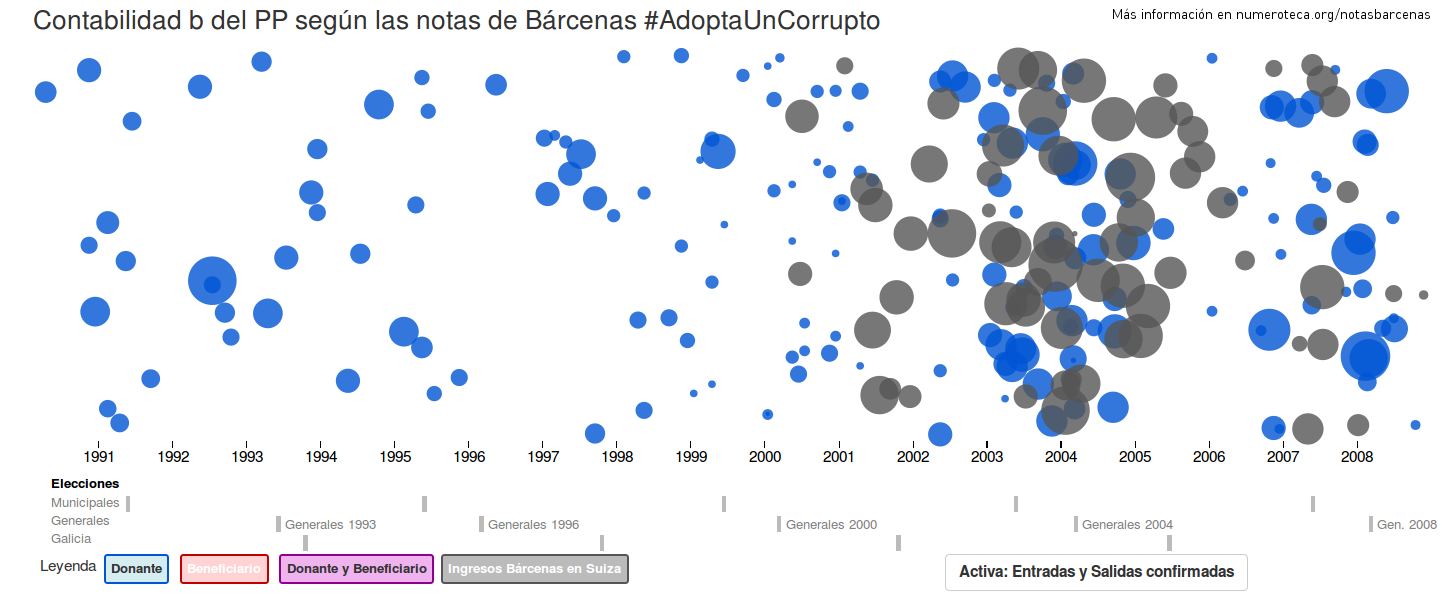 Contabilidad b del PP según las notas de Bárcenas #AdoptaUnCorrupto
Más información en numeroteca.org/notasbarcenas
1991 1992 1993 1994 1995 1996 1997 1998 1999 2000 2001 2002 2003 2004 2005 2006 2007 2008
Elecciones
Municipales
Generales Generales 1993 Generales 1996 Generales 2000 Generales 2004 Gen. 2008
Galicia
Leyenda Donante Beneficiario Donante y Beneficiario Ingresos Bárcenas en Suiza Activa: Entradas y Salidas confirmadas